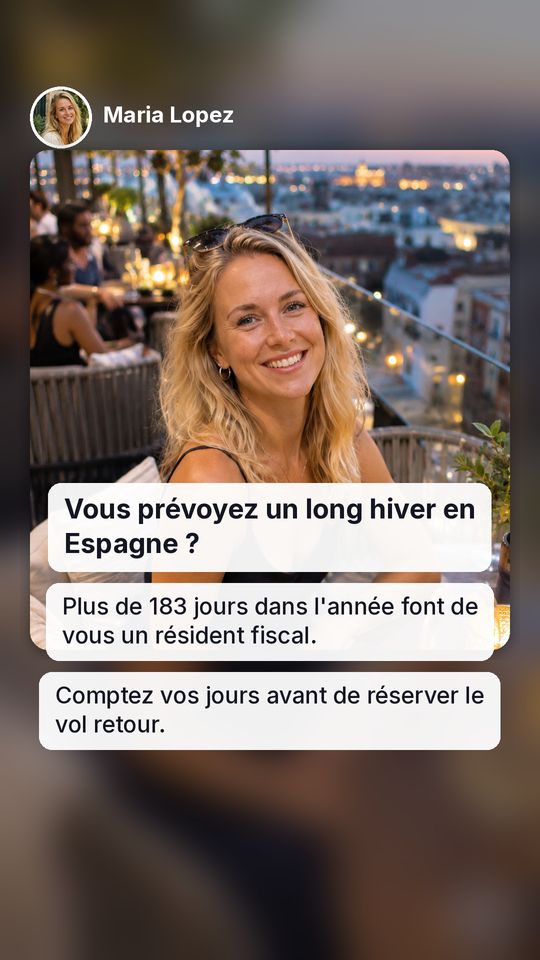 Maria Lopez
Vous prévoyez un long hiver en
Espagne ?
Plus de 183 jours dans l'année font de
vous un résident fiscal.
Comptez vos jours avant de réserver le
vol retour.